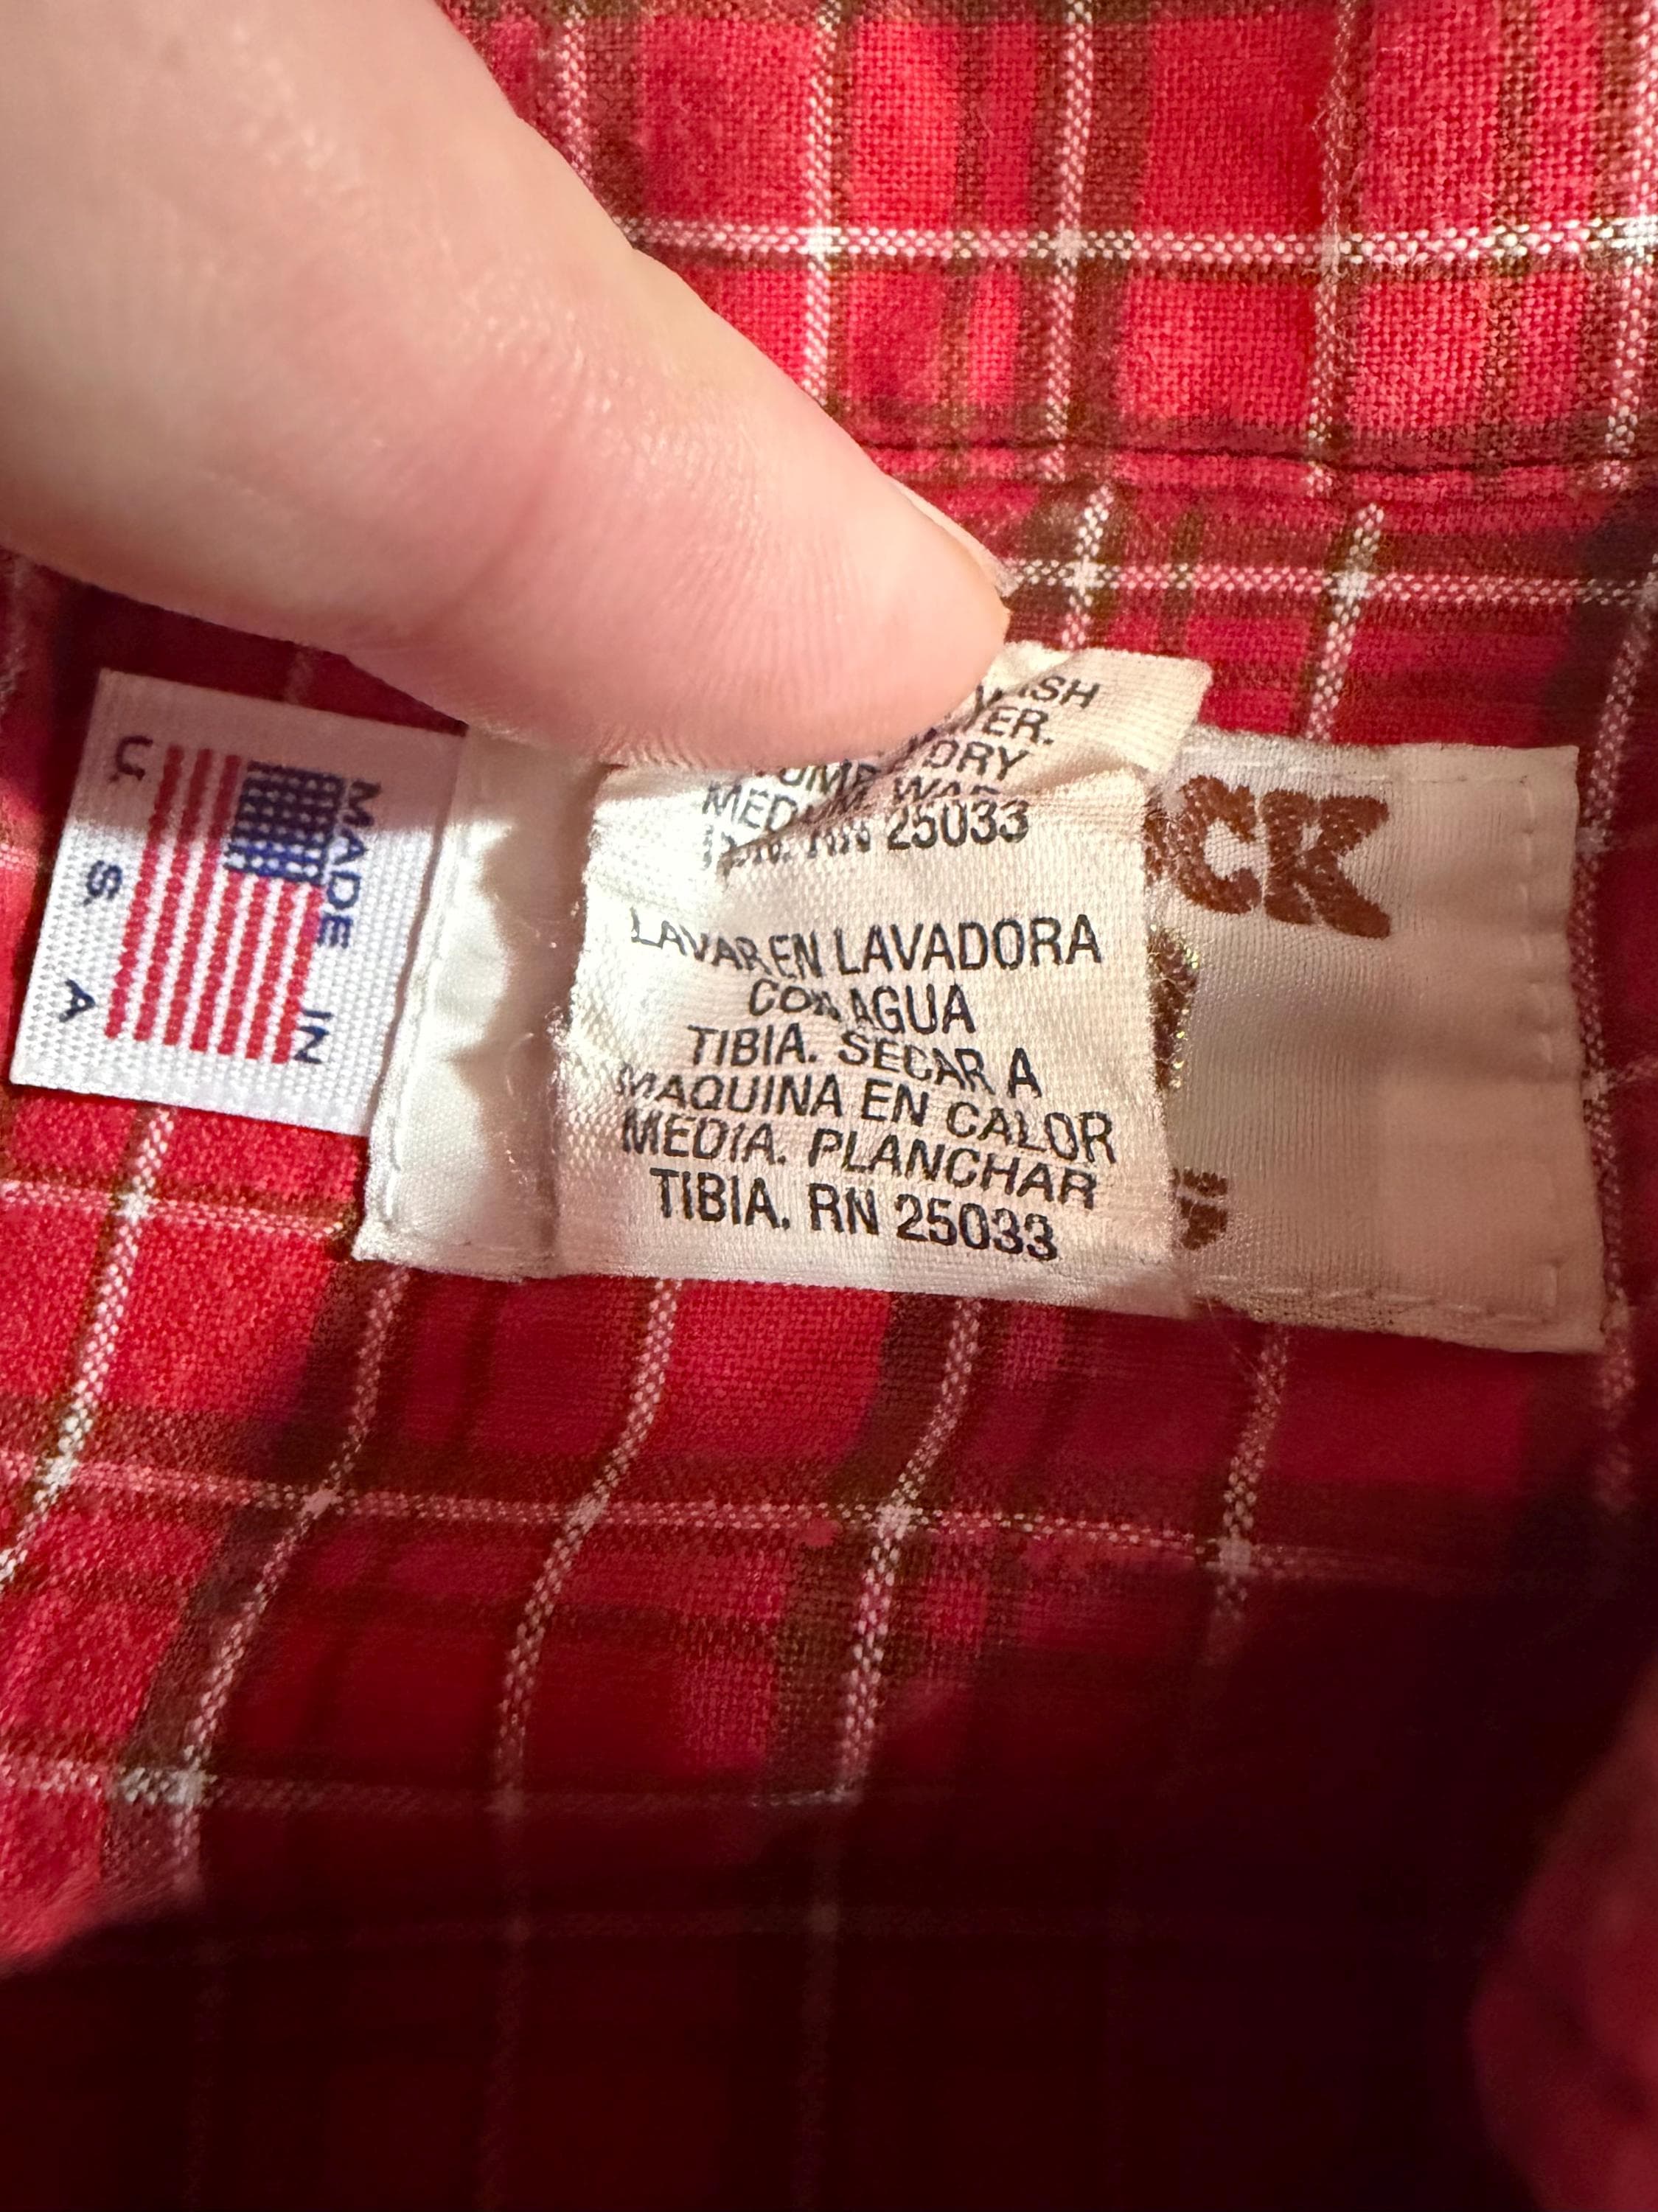 MADE IN
U. S. A
DRY
25033
LAVAR EN LAVADORA
CON AGUA
TIBIA. SECAR A
MAQUINA EN CALOR
MEDIA. PLANCHAR
TIBIA. RN 25033
CK